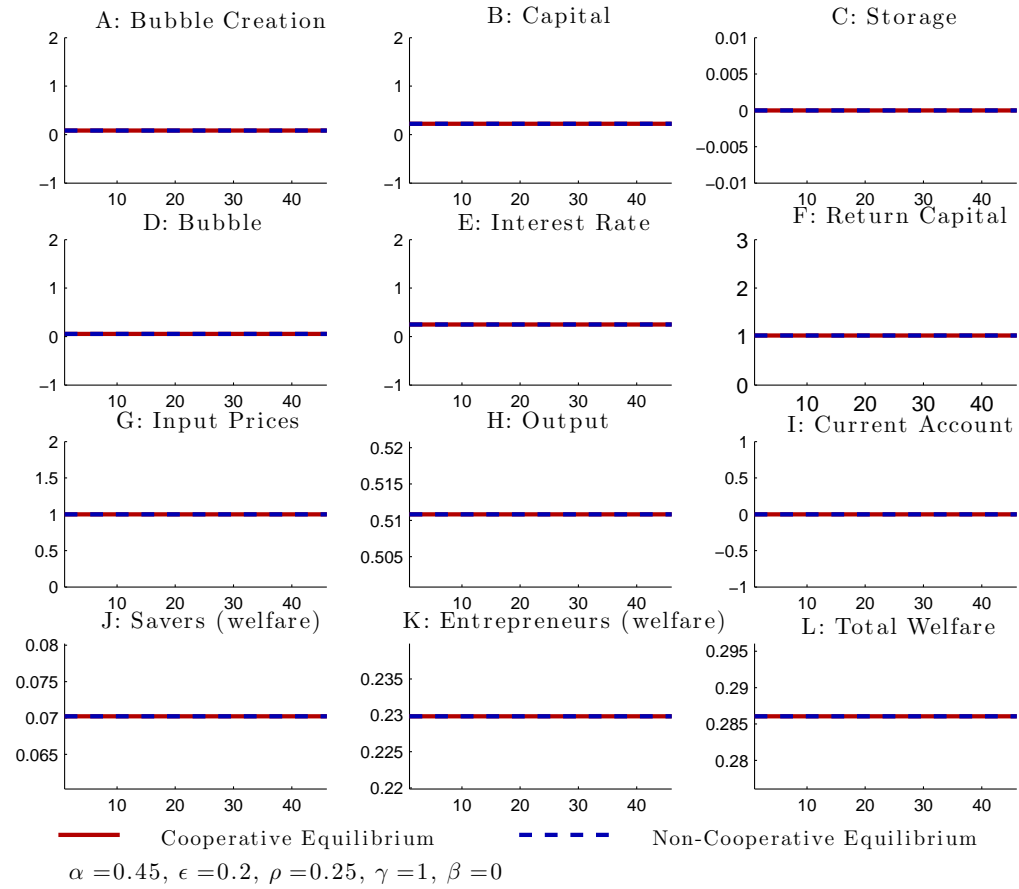 A: Bubble Creation
B: Capital
C: Storage
2
1
0
−1
10 20 30 40
2
1
0
−1
10 20 30 40
0.01
0.005
0
−0.005
−0.01
10 20 30 40
D: Bubble
E: Interest Rate
F: Return Capital
2
1
0
−1
10 20 30 40
2
1
0
−1
10 20 30 40
3
2
1
0
10 20 30 40
G: Input Prices
H: Output
I: Current Account
2
1.5
1
0.5
0
10 20 30 40
0.52
0.515
0.51
0.505
10 20 30 40
1
0.5
0
−0.5
−1
10 20 30 40
J: Savers (welfare)
K: Entrepreneurs (welfare)
L: Total Welfare
0.08
0.075
0.07
0.065
10 20 30 40
0.235
0.23
0.225
0.22
10 20 30 40
0.295
0.29
0.285
0.28
10 20 30 40
Cooperative Equilibrium
Non-Cooperative Equilibrium
α =0.45, ϵ =0.2, ρ =0.25, γ =1, β =0